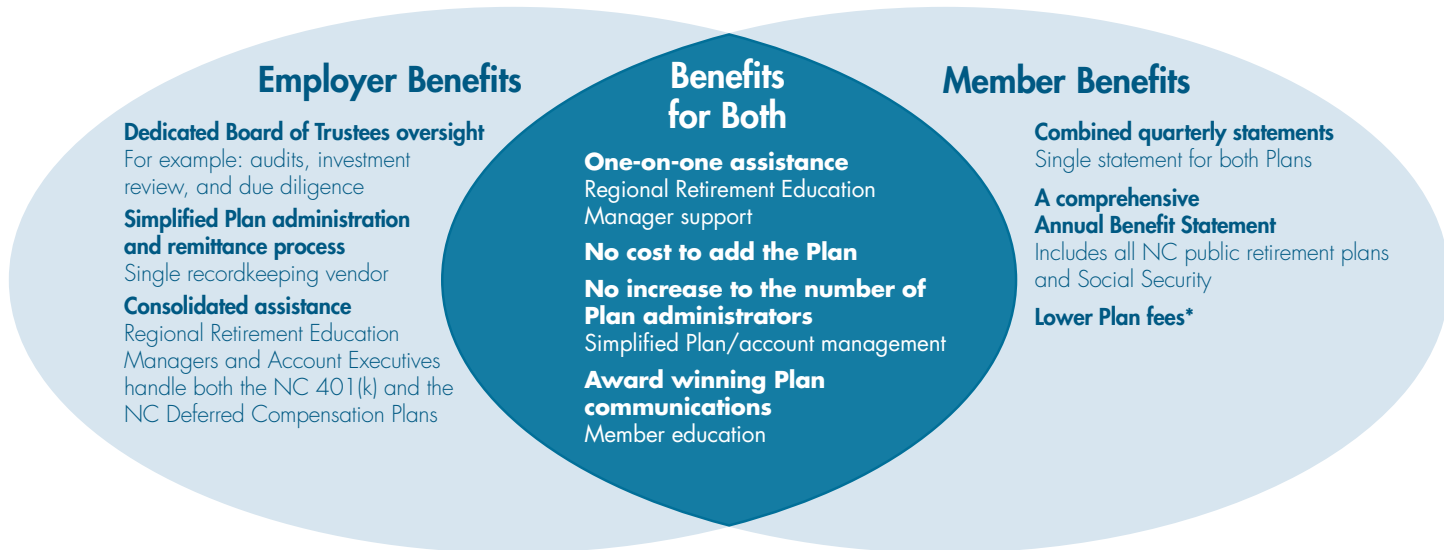 Employer Benefits
Dedicated Board of Trustees oversight
For example: audits, investment
review, and due diligence
Simplified Plan administration
and remittance process
Single recordkeeping vendor
Consolidated assistance
Regional Retirement Education
Managers and Account Executives
handle both the NC 401(k) and the
NC Deferred Compensation Plans
Benefits
for Both
One-on-one assistance
Regional Retirement Education
Manager support
No cost to add the Plan
No increase to the number of
Plan administrators
Simplified Plan/account management
Award winning Plan
communications
Member education
Member Benefits
Combined quarterly statements
Single statement for both Plans
A comprehensive
Annual Benefit Statement
Includes all NC public retirement plans
and Social Security
Lower Plan fees*